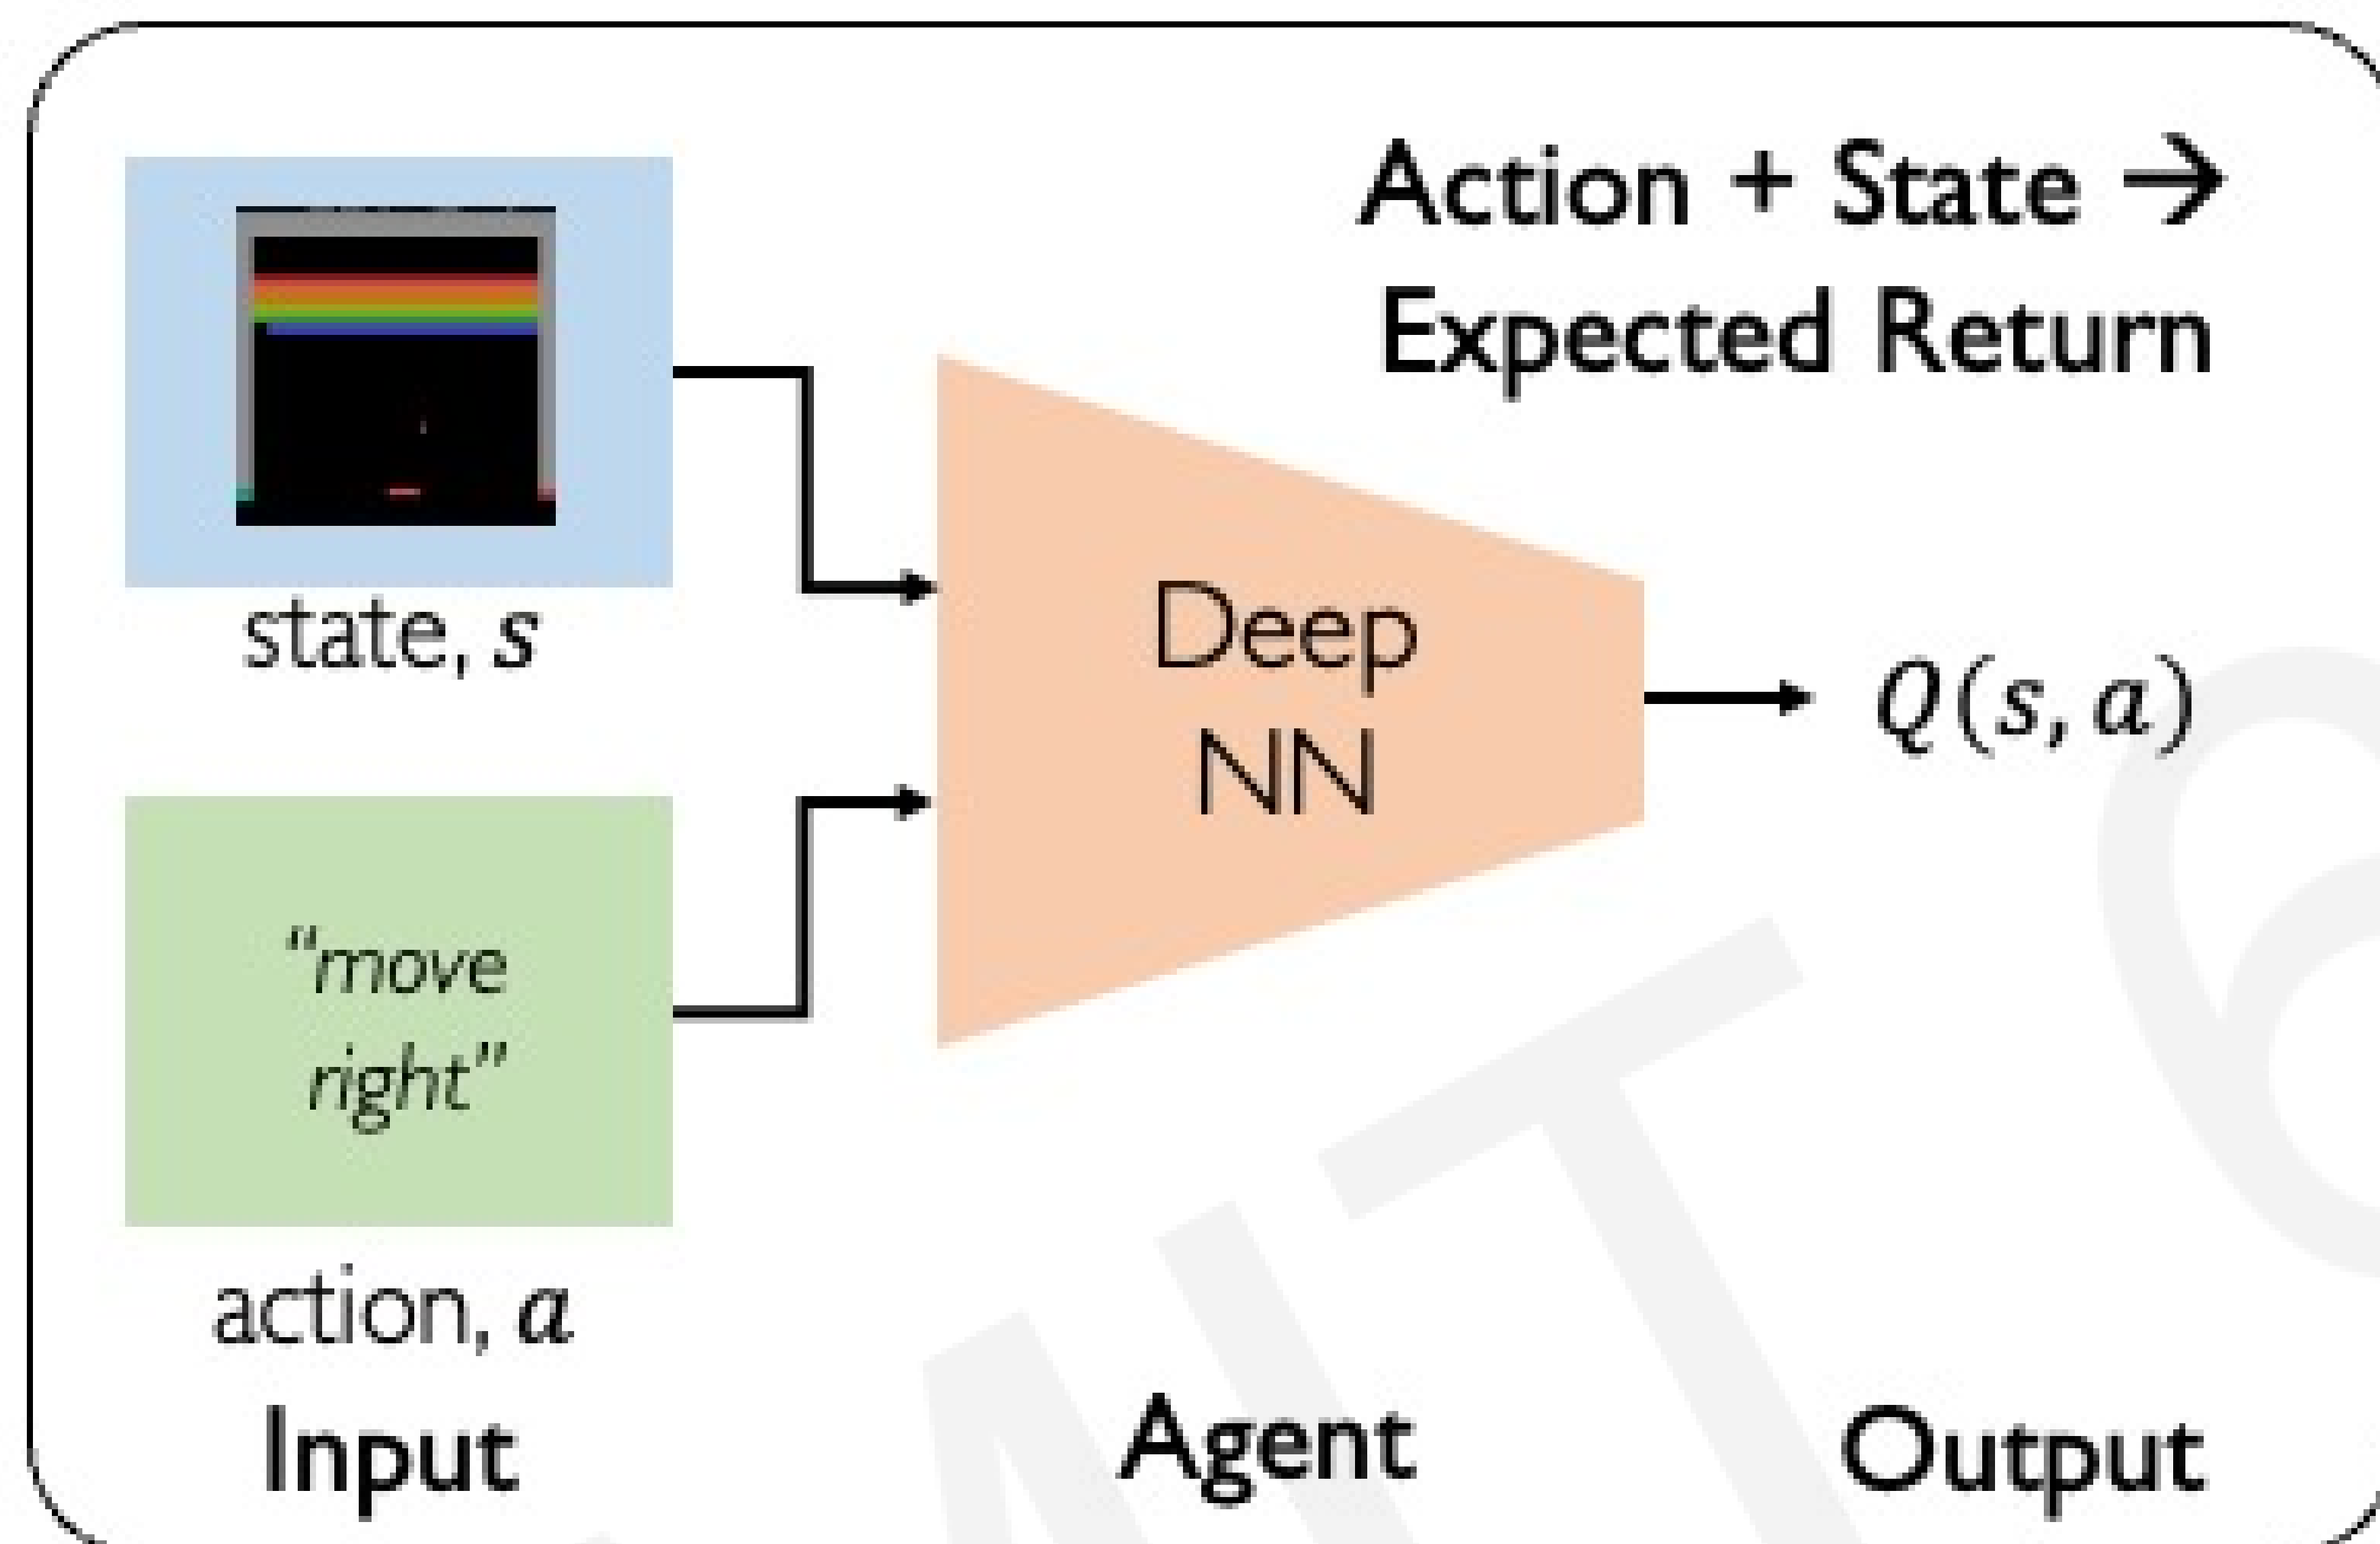 Action + State →
Expected Return
state, s
Deep
NN
Q(s, a)
“move
right”
action, a
Input
Agent
Output